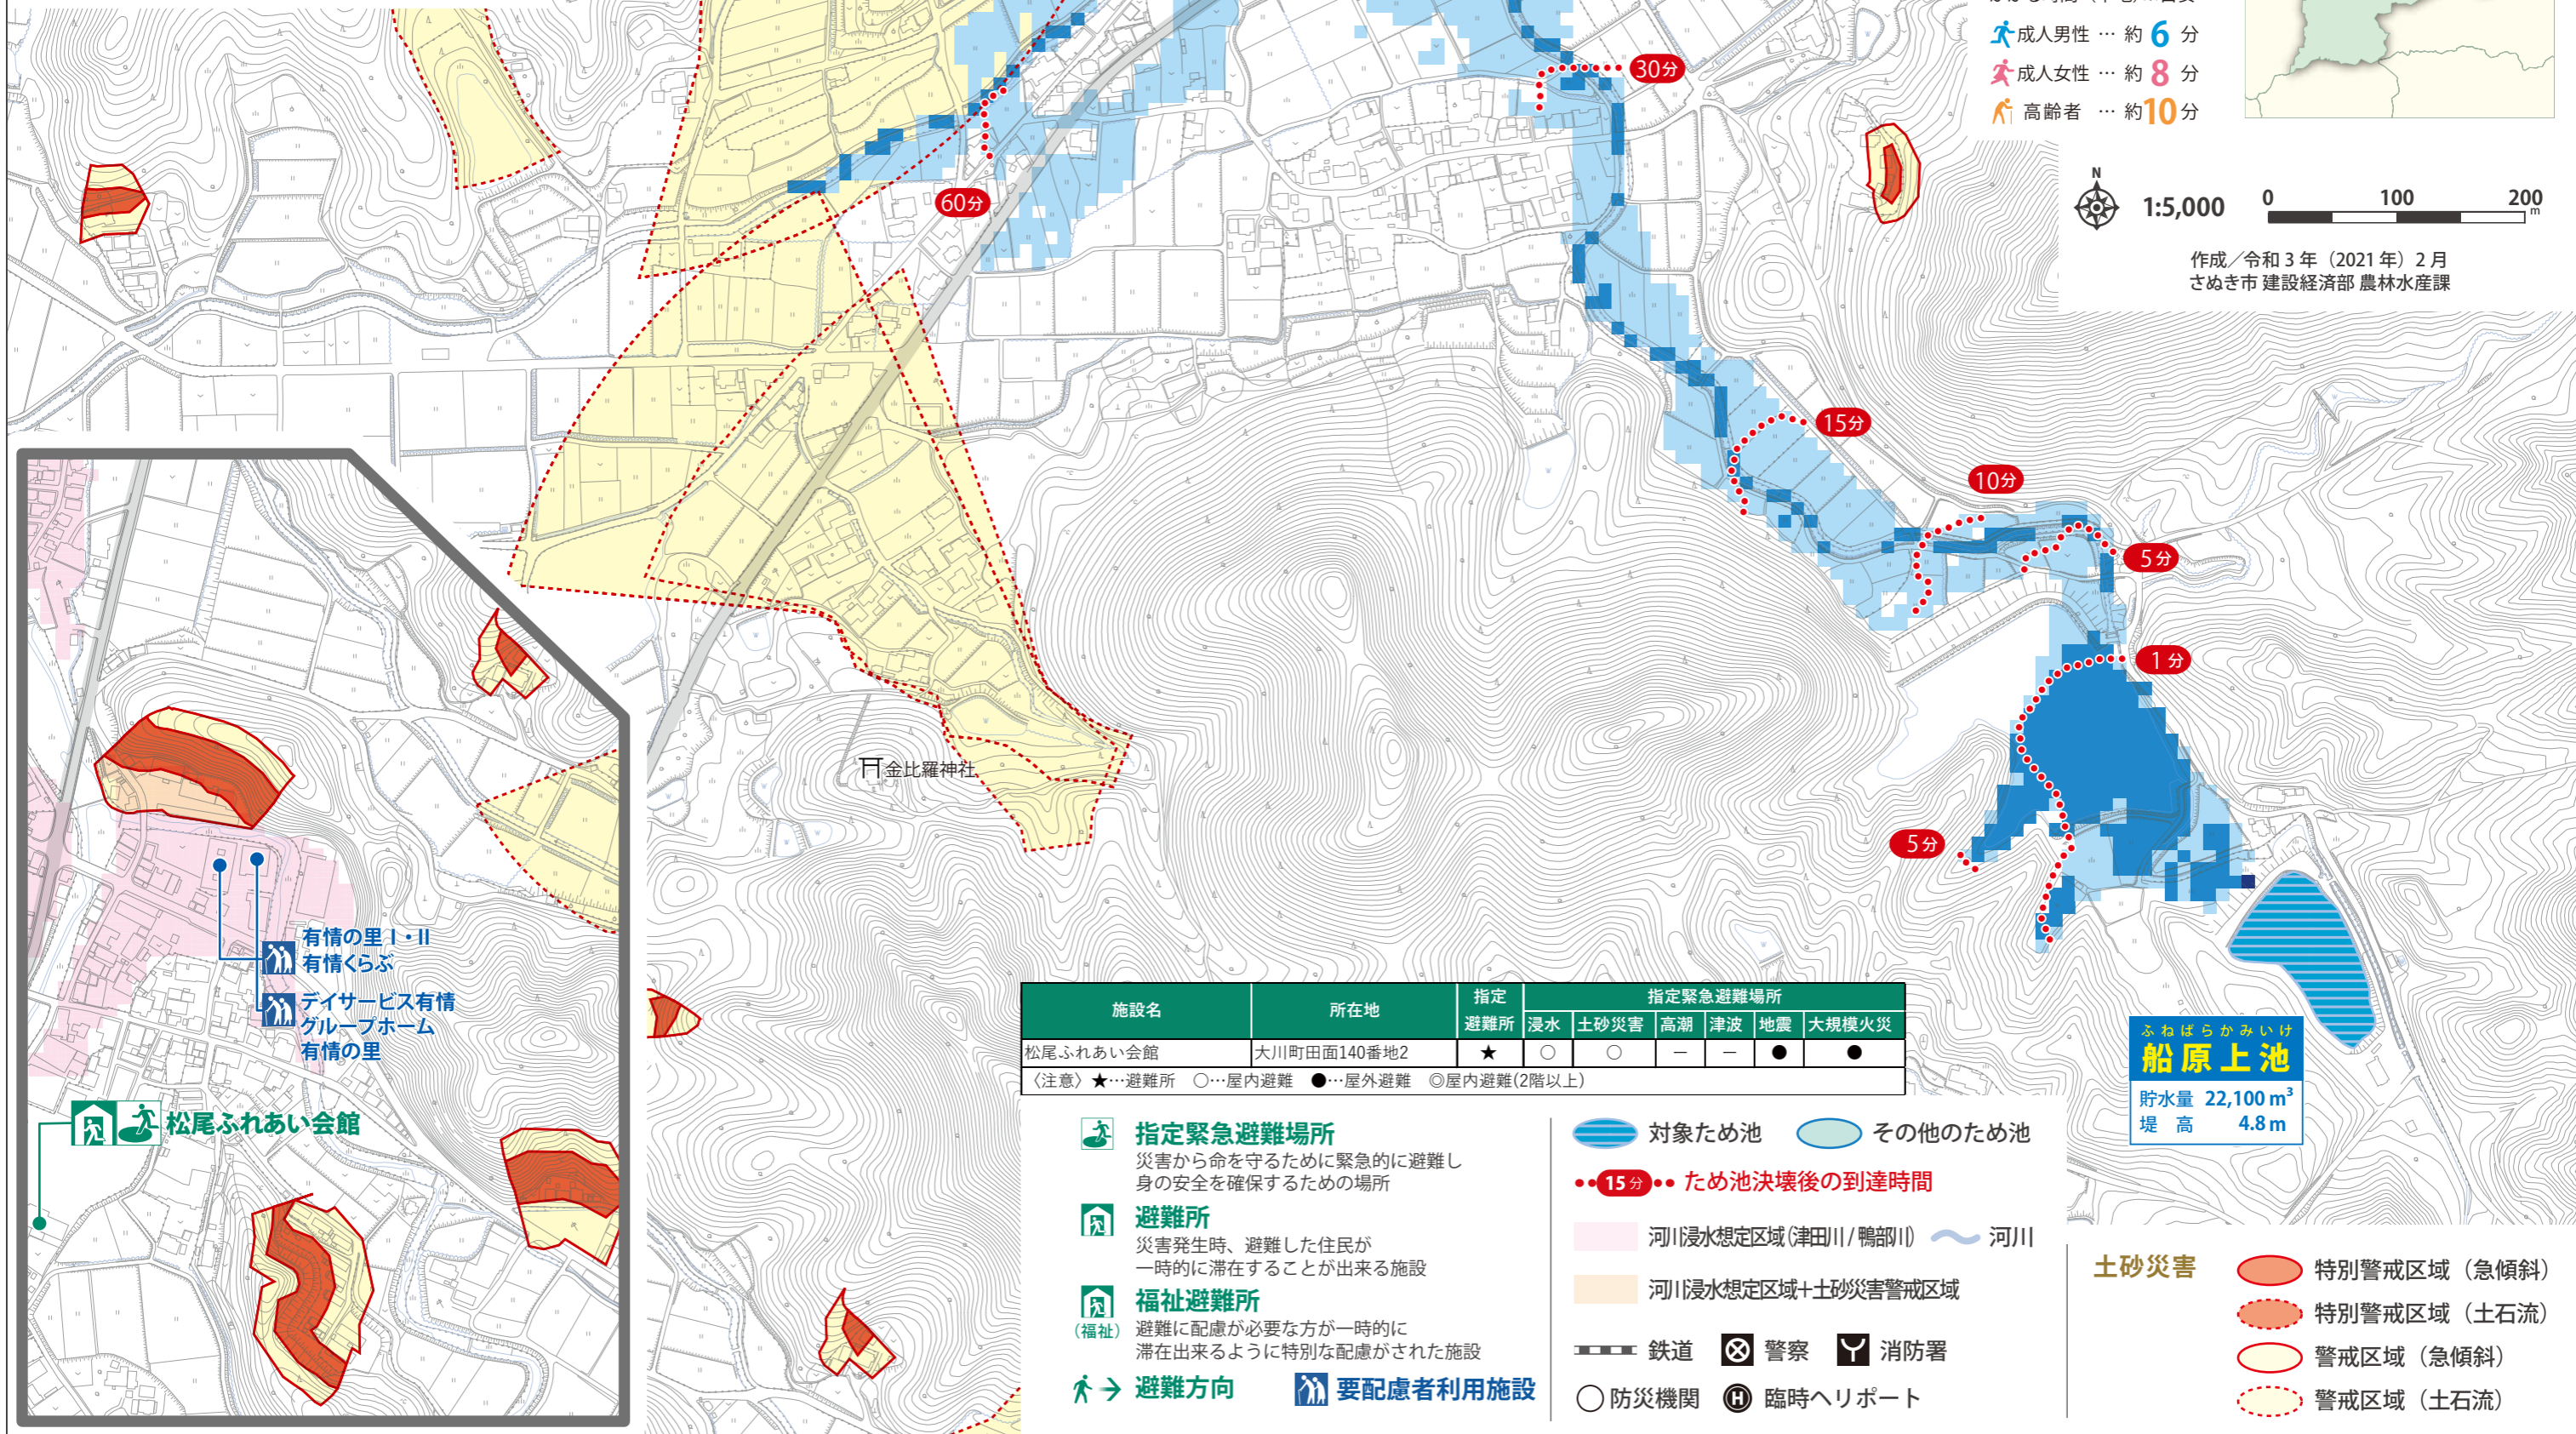 成人男性 … 約 6 分
成人女性 … 約 8 分
高齢者 … 約 10 分
N
1:5,000
0 100 200 m
作成／令和 3 年（2021 年）2 月
さぬき市 建設経済部 農林水産課
30分
60分
15分
10分
5分
1分
5分
金比羅神社
有情の里 I・II
有情くらぶ
デイサービス有情
グループホーム
有情の里
松尾ふれあい会館
ふねばらかみいけ
船原上池
貯水量 22,100 m³
堤 高 4.8 m
施設名 所在地 指定避難所 指定緊急避難場所
浸水 土砂災害 高潮 津波 地震 大規模火災
松尾ふれあい会館 大川町田面140番地2 ★ ○ ○ － － ● ●
〈注意〉★…避難所 ○…屋内避難 ●…屋外避難 ◎屋内避難(2階以上)
指定緊急避難場所
災害から命を守るために緊急的に避難し
身の安全を確保するための場所
避難所
災害発生時、避難した住民が
一時的に滞在することが出来る施設
福祉避難所
（福祉）
避難に配慮が必要な方が一時的に
滞在出来るように特別な配慮がされた施設
避難方向
要配慮者利用施設
対象ため池
その他のため池
15分 ため池決壊後の到達時間
河川浸水想定区域（津田川 / 鴨部川）
河川
河川浸水想定区域＋土砂災害警戒区域
鉄道
警察
消防署
防災機関
H 臨時ヘリポート
土砂災害
特別警戒区域（急傾斜）
特別警戒区域（土石流）
警戒区域（急傾斜）
警戒区域（土石流）